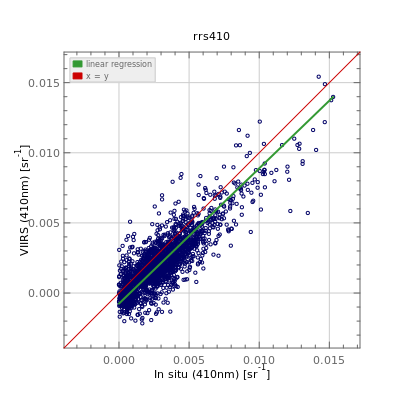 rrs410
linear regression
x = y
0.015
0.010
0.005
0.000
VIIRS (410nm) [sr^-1]
0.000 0.005 0.010 0.015
In situ (410nm) [sr^-1]